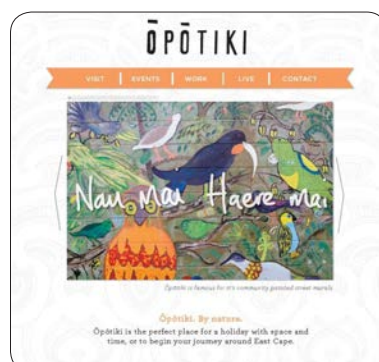 ŌPŌTIKI
VISIT EVENTS WORK LIVE CONTACT
Nau mai Haere mai
Ōpōtiki is famous for it's community painted street murals
Ōpōtiki. By nature.
Ōpōtiki is the perfect place for a holiday with space and
time, or to begin your journey around East Cape.